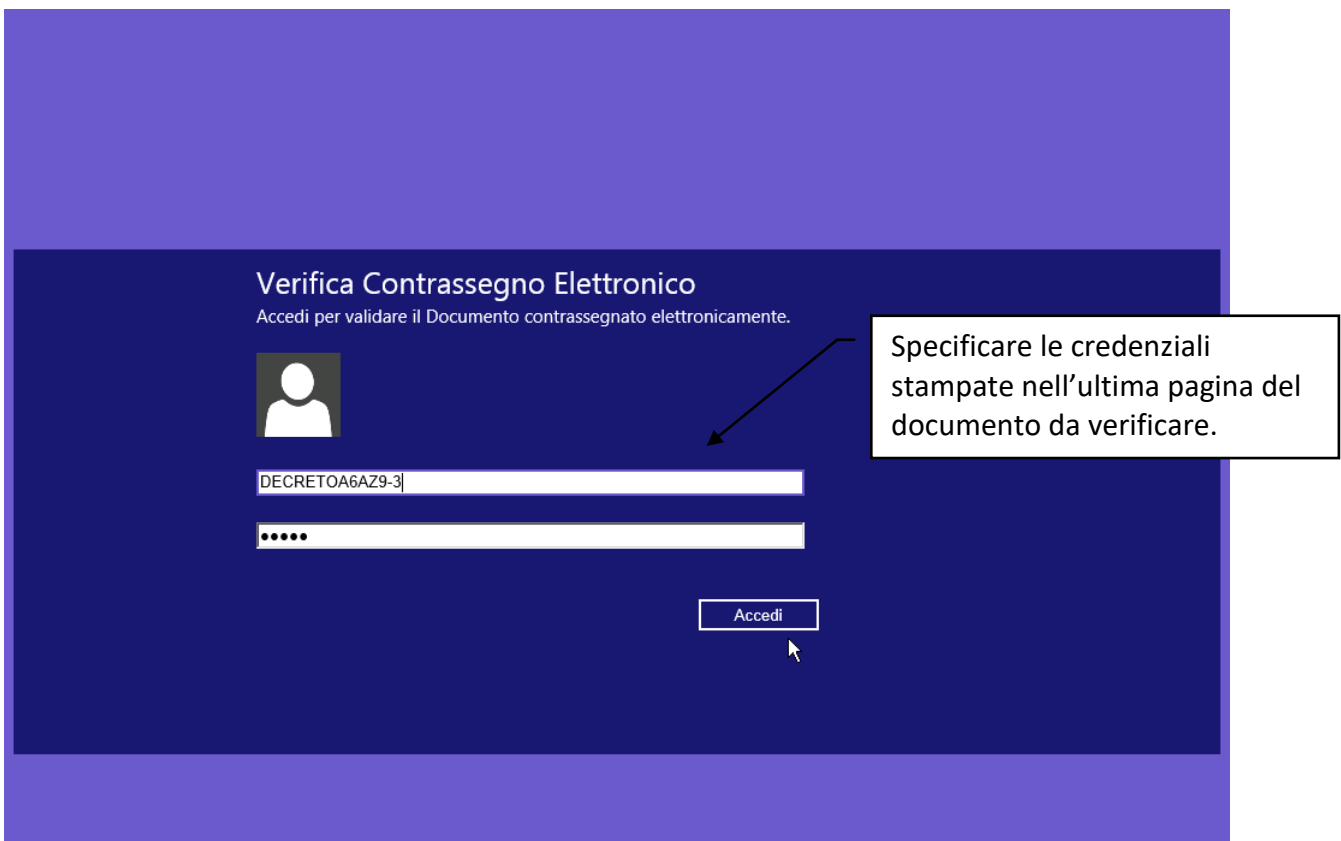 Verifica Contrassegno Elettronico
Accedi per validare il Documento contrassegnato elettronicamente.
Specificare le credenziali
stampate nell’ultima pagina del
documento da verificare.
DECRETOA6AZ9-3
•••••
Accedi